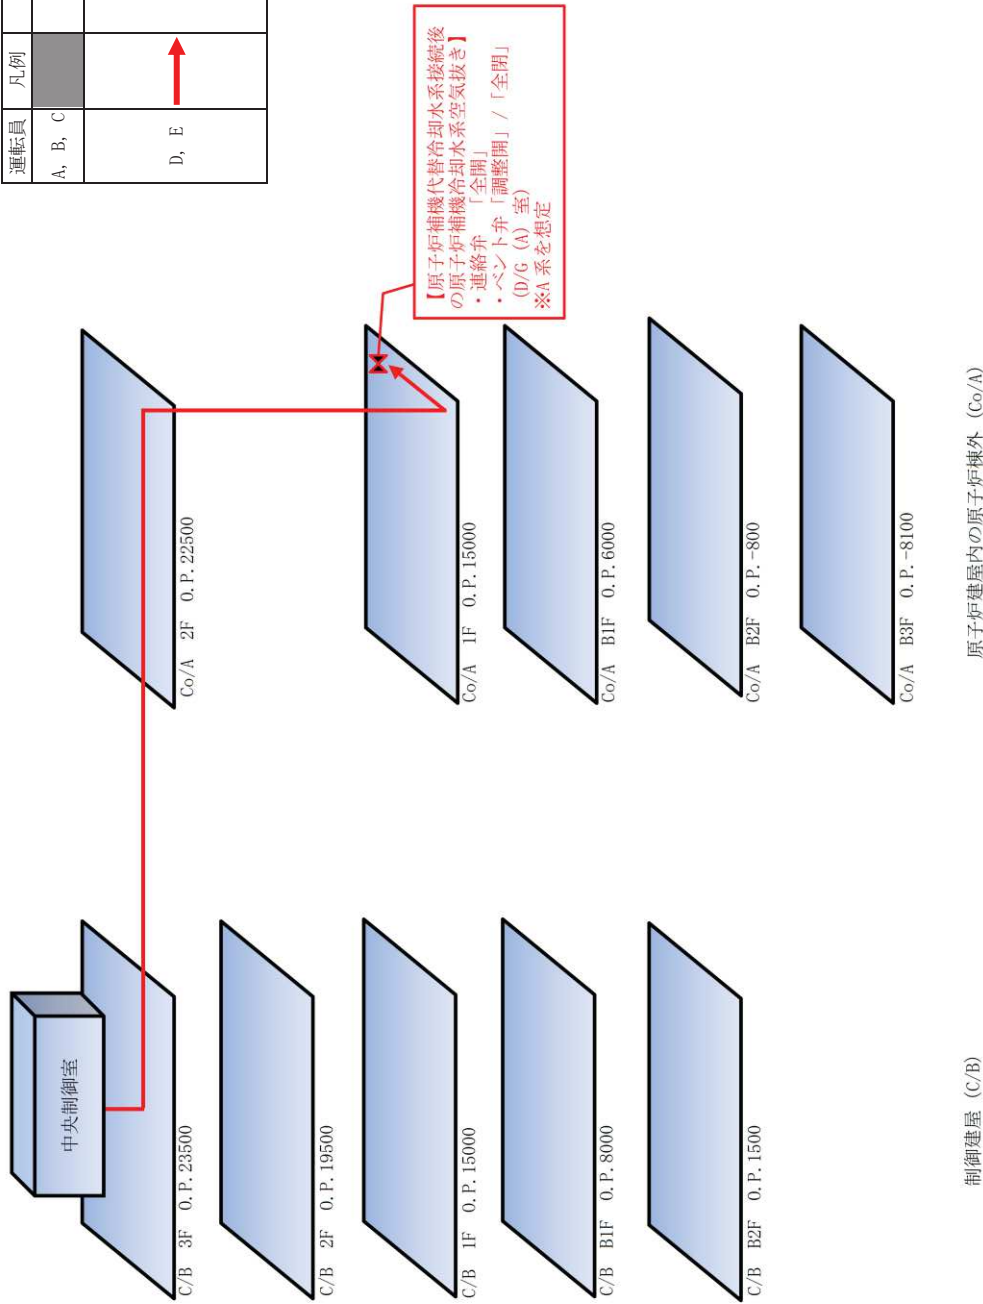 運転員 凡例
A, B, C
D, E
【原子炉補機代替冷却水系接続後
の原子炉補機冷却水系空気抜き】
・連絡弁 「全開」
・ベント弁「調整開」/「全閉」
(D/G (A) 室)
※A 系を想定
中央制御室
C/B 3F O.P.23500
C/B 2F O.P.19500
C/B 1F O.P.15000
C/B B1F O.P.8000
C/B B2F O.P.1500
制御建屋 (C/B)
Co/A 2F O.P.22500
Co/A 1F O.P.15000
Co/A B1F O.P.6000
Co/A B2F O.P.-800
Co/A B3F O.P.-8100
原子炉建屋内の原子炉棟外 (Co/A)